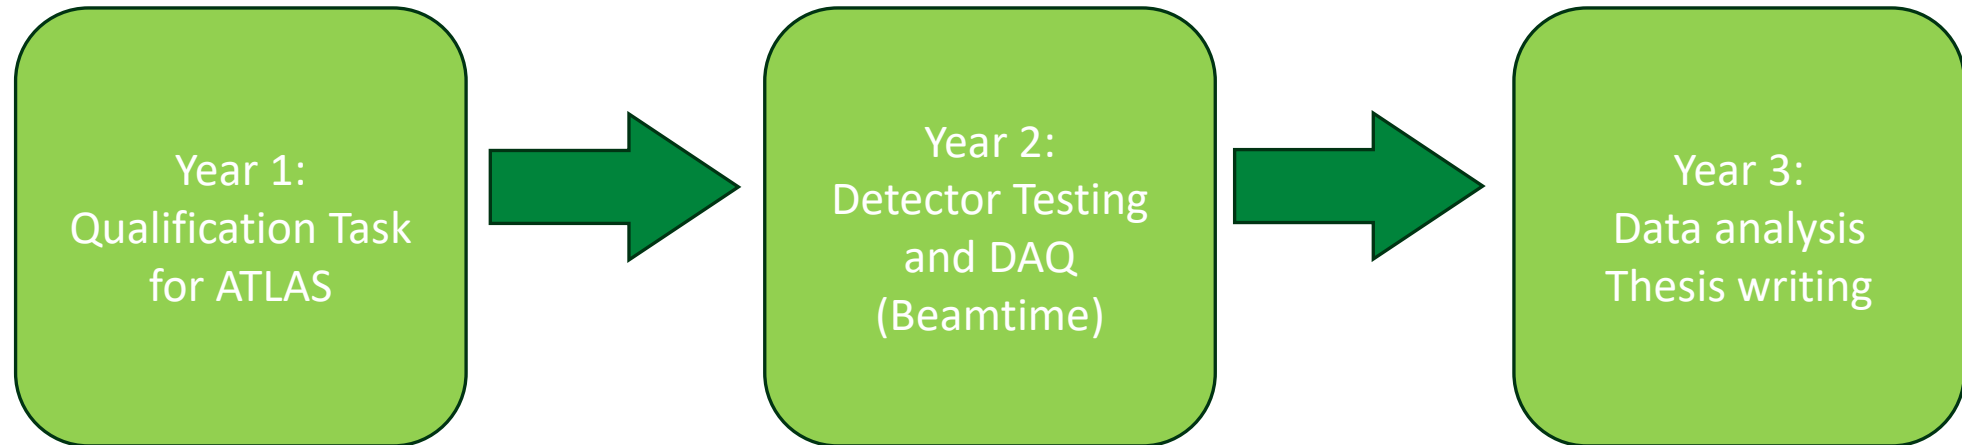 Year 1:
Qualification Task
for ATLAS
Year 2:
Detector Testing
and DAQ
(Beamtime)
Year 3:
Data analysis
Thesis writing